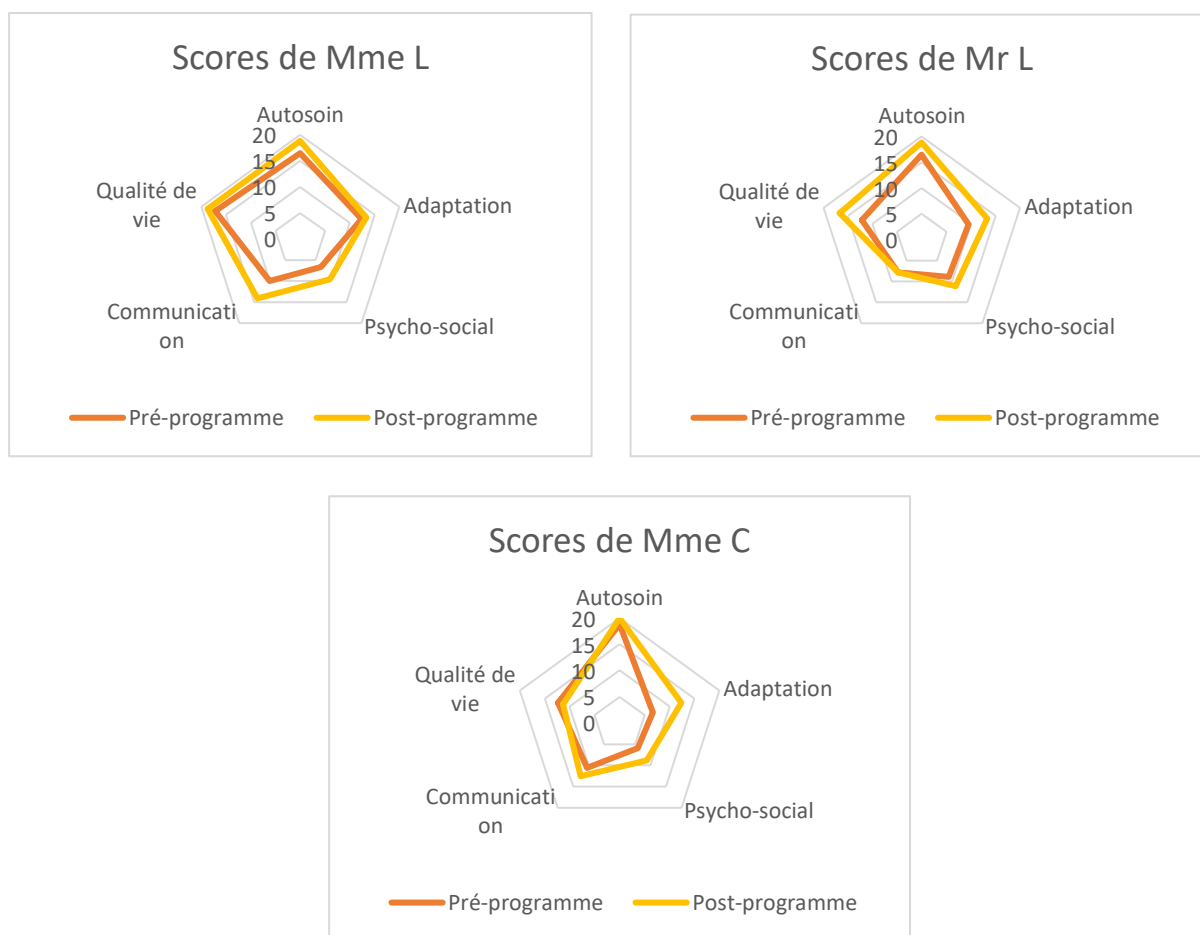 Scores de Mme L
Autosoin
20
15
10
5
0
Qualité de
vie
Adaptation
Communicati
on
Psycho-social
Pré-programme Post-programme
Scores de Mr L
Autosoin
20
15
10
5
0
Qualité de
vie
Adaptation
Communicati
on
Psycho-social
Pré-programme Post-programme
Scores de Mme C
Autosoin
20
15
10
5
0
Qualité de
vie
Adaptation
Communicati
on
Psycho-social
Pré-programme Post-programme